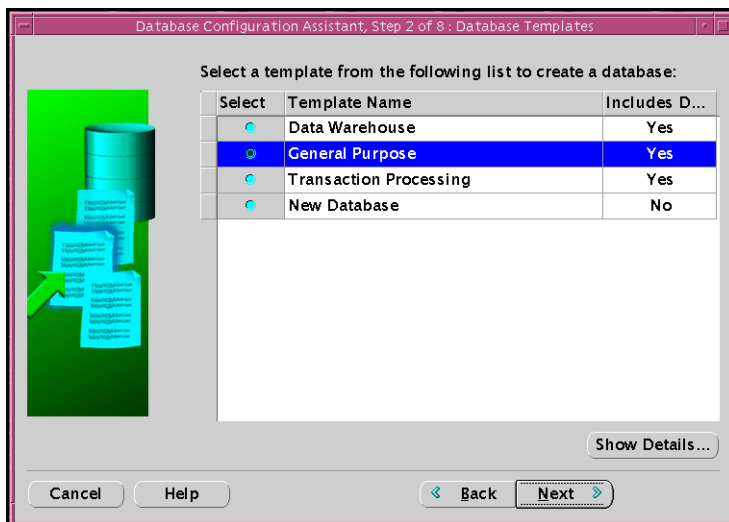 Database Configuration Assistant, Step 2 of 8 : Database Templates
Select a template from the following list to create a database:
Select Template Name Includes D...
Data Warehouse Yes
General Purpose Yes
Transaction Processing Yes
New Database No
Show Details...
Cancel Help Back Next